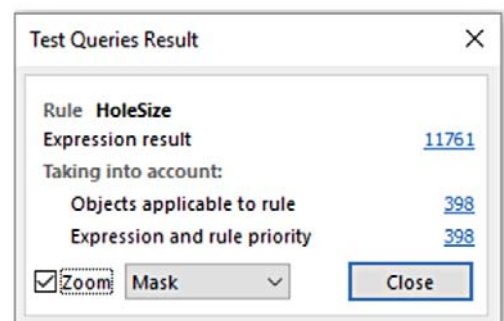 Test Queries Result
Rule HoleSize
Expression result 11761
Taking into account:
Objects applicable to rule 398
Expression and rule priority 398
Zoom Mask Close